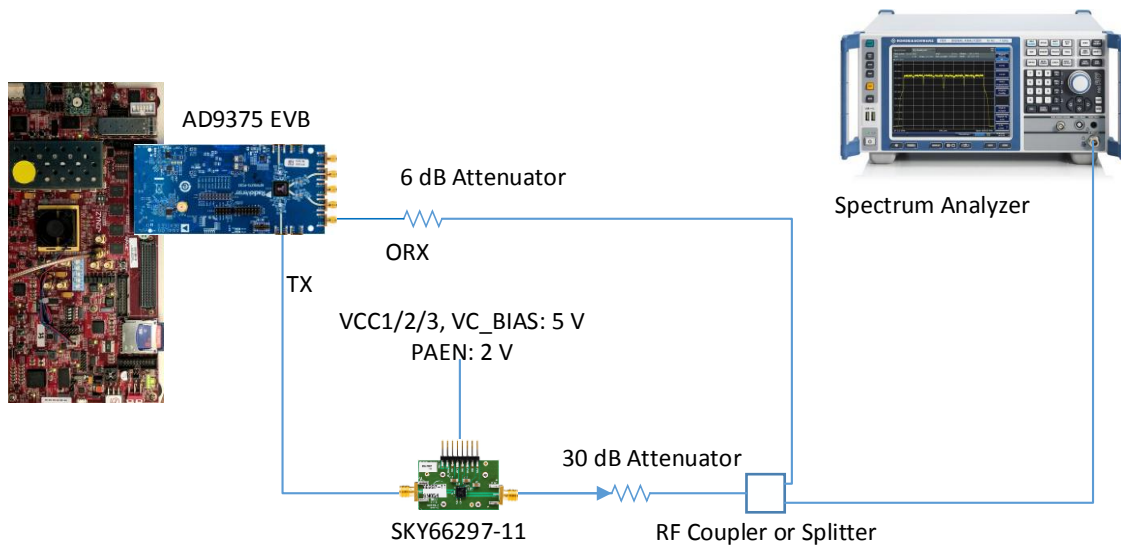 AD9375 EVB
6 dB Attenuator
Spectrum Analyzer
ORX
TX
VCC1/2/3, VC_BIAS: 5 V
PAEN: 2 V
30 dB Attenuator
SKY66297-11
RF Coupler or Splitter